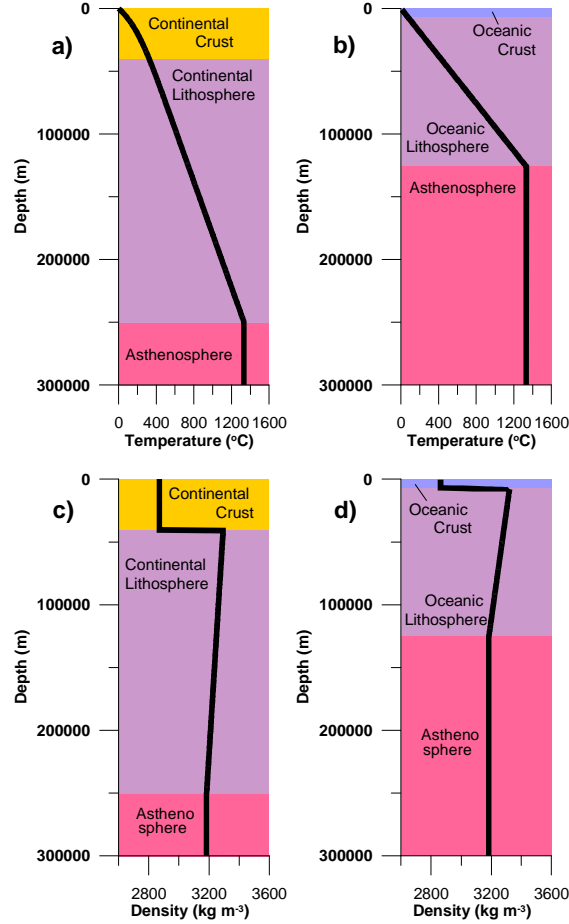 a)
Continental
Crust
Continental
Lithosphere
Asthenosphere
0
100000
200000
300000
Depth (m)
0 400 800 1200 1600
Temperature (°C)
b)
Oceanic
Crust
Oceanic
Lithosphere
Asthenosphere
0
100000
200000
300000
Depth (m)
0 400 800 1200 1600
Temperature (°C)
c)
Continental
Crust
Continental
Lithosphere
Astheno
sphere
0
100000
200000
300000
Depth (m)
2800 3200 3600
Density (kg m-3)
d)
Oceanic
Crust
Oceanic
Lithosphere
Astheno
sphere
0
100000
200000
300000
Depth (m)
2800 3200 3600
Density (kg m-3)